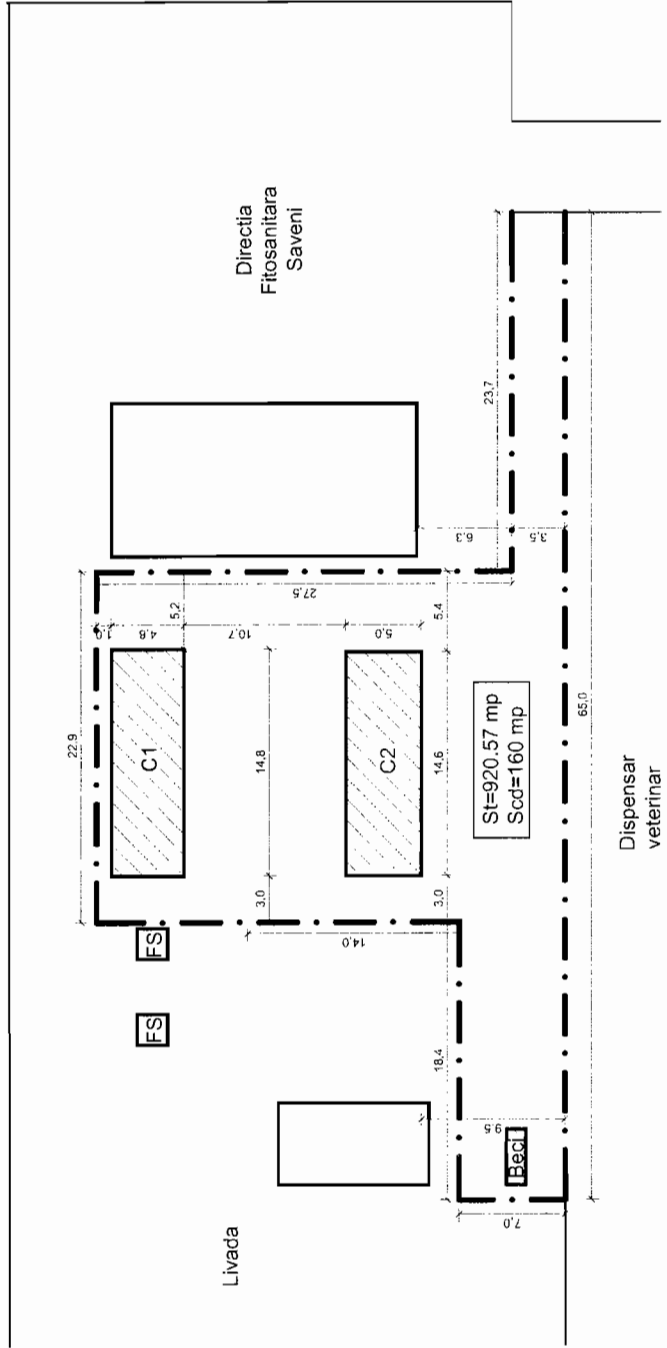 Directia
Fitosanitara
Saveni
22,9
1,0
4,8
5,2
C1
27,5
10,7
14,8
3,0
FS
FS
C2
5,0
5,4
14,6
3,0
14,0
6,3
3,5
23,7
St=920.57 mp
Scd=160 mp
65,0
18,4
9,5
Beci
7,0
Livada
Dispensar
veterinar